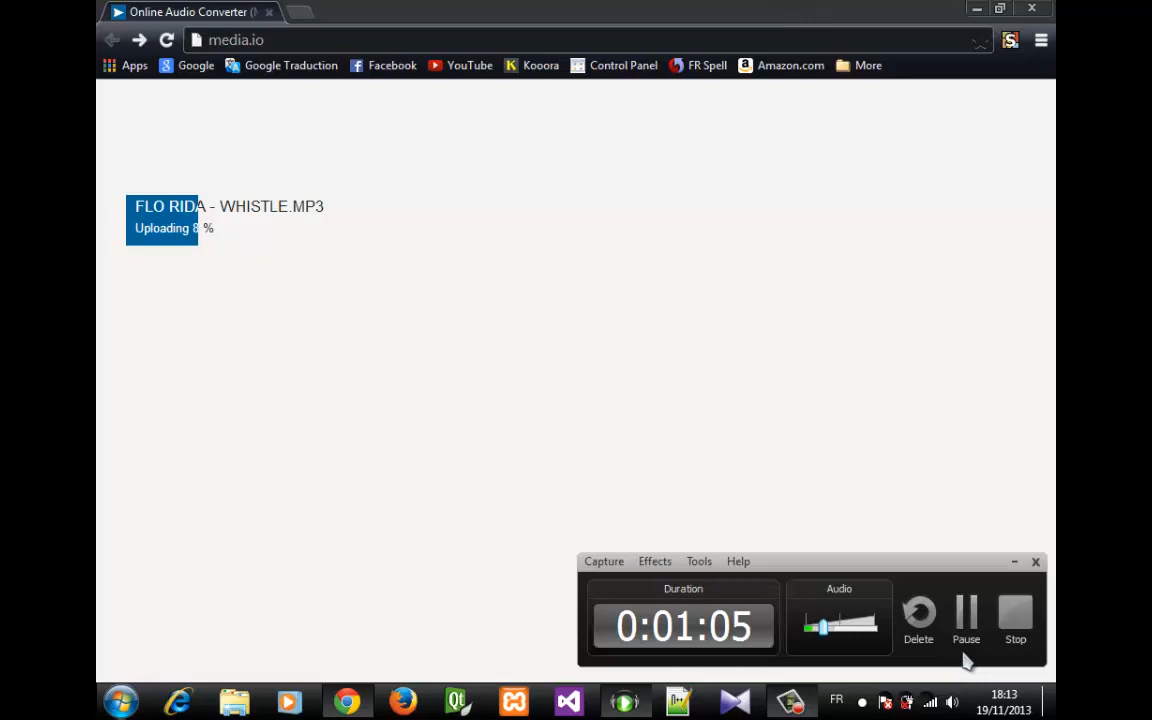 Online Audio Converter (
media.io
Apps Google Google Traduction Facebook YouTube Kooora Control Panel FR Spell Amazon.com More
FLO RIDA - WHISTLE.MP3
Uploading 8 %
Capture Effects Tools Help
Duration Audio
0:01:05
Delete Pause Stop
FR 18:13
19/11/2013